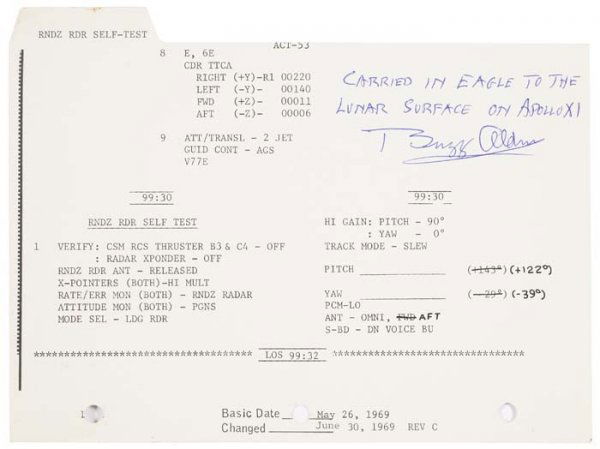 RNDZ RDR SELF-TEST
ACT-53
8 E, 6E
CDR TTCA
RIGHT (+Y)-R1 00220
LEFT (-Y)- 00140
FWD (+Z)- 00011
AFT (-Z)- 00006
9 ATT/TRANSL - 2 JET
GUID CONT - AGS
V77E
CARRIED IN EAGLE TO THE
LUNAR SURFACE ON APOLLO XI
Buzz Aldrin
99:30
RNDZ RDR SELF TEST
1 VERIFY: CSM RCS THRUSTER B3 & C4 - OFF
: RADAR XPONDER - OFF
RNDZ RDR ANT - RELEASED
X-POINTERS (BOTH)-HI MULT
RATE/ERR MON (BOTH) - RNDZ RADAR
ATTITUDE MON (BOTH) - PGNS
MODE SEL - LDG RDR
99:30
HI GAIN: PITCH - 90°
: YAW - 0°
TRACK MODE - SLEW
PITCH ____________ (+143°) (+122°)
YAW ____________ (-29°) (-39°)
PCM-LO
ANT - OMNI, FWD AFT
S-BD - DN VOICE BU
******************** LOS 99:32 ********************
Basic Date May 26, 1969
Changed June 30, 1969 REV C